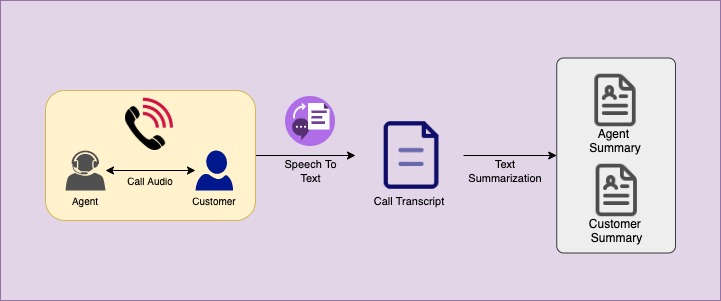 Call Audio
Agent
Customer
Speech To
Text
Call Transcript
Text
Summarization
Agent
Summary
Customer
Summary